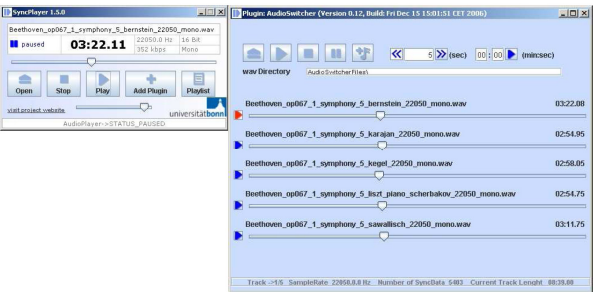 SyncPlayer 1.5.0
Beethoven_op067_1_symphony_5_bernstein_22050_mono.wav
paused
03:22.11
22050.0 Hz 16 Bit
352 kbps Mono
Open Stop Play Add Plugin Playlist
visit project website
universitätbonn
AudioPlayer->STATUS_PAUSED
Plugin: AudioSwitcher (Version 0.12, Build: Fri Dec 15 15:01:51 CET 2006)
5 (sec) 00:00 (min:sec)
wav Directory AudioSwitcherFiles\
Beethoven_op067_1_symphony_5_bernstein_22050_mono.wav 03:22.08
Beethoven_op067_1_symphony_5_karajan_22050_mono.wav 02:54.95
Beethoven_op067_1_symphony_5_kegel_22050_mono.wav 02:58.05
Beethoven_op067_1_symphony_5_liszt_piano_scherbakov_22050_mono.wav 02:54.75
Beethoven_op067_1_symphony_5_sawallisch_22050_mono.wav 03:11.75
Track ->1/5 SampleRate 22050.0.0 Hz Number of SyncData 5403 Current Track Lenght 00:39.00